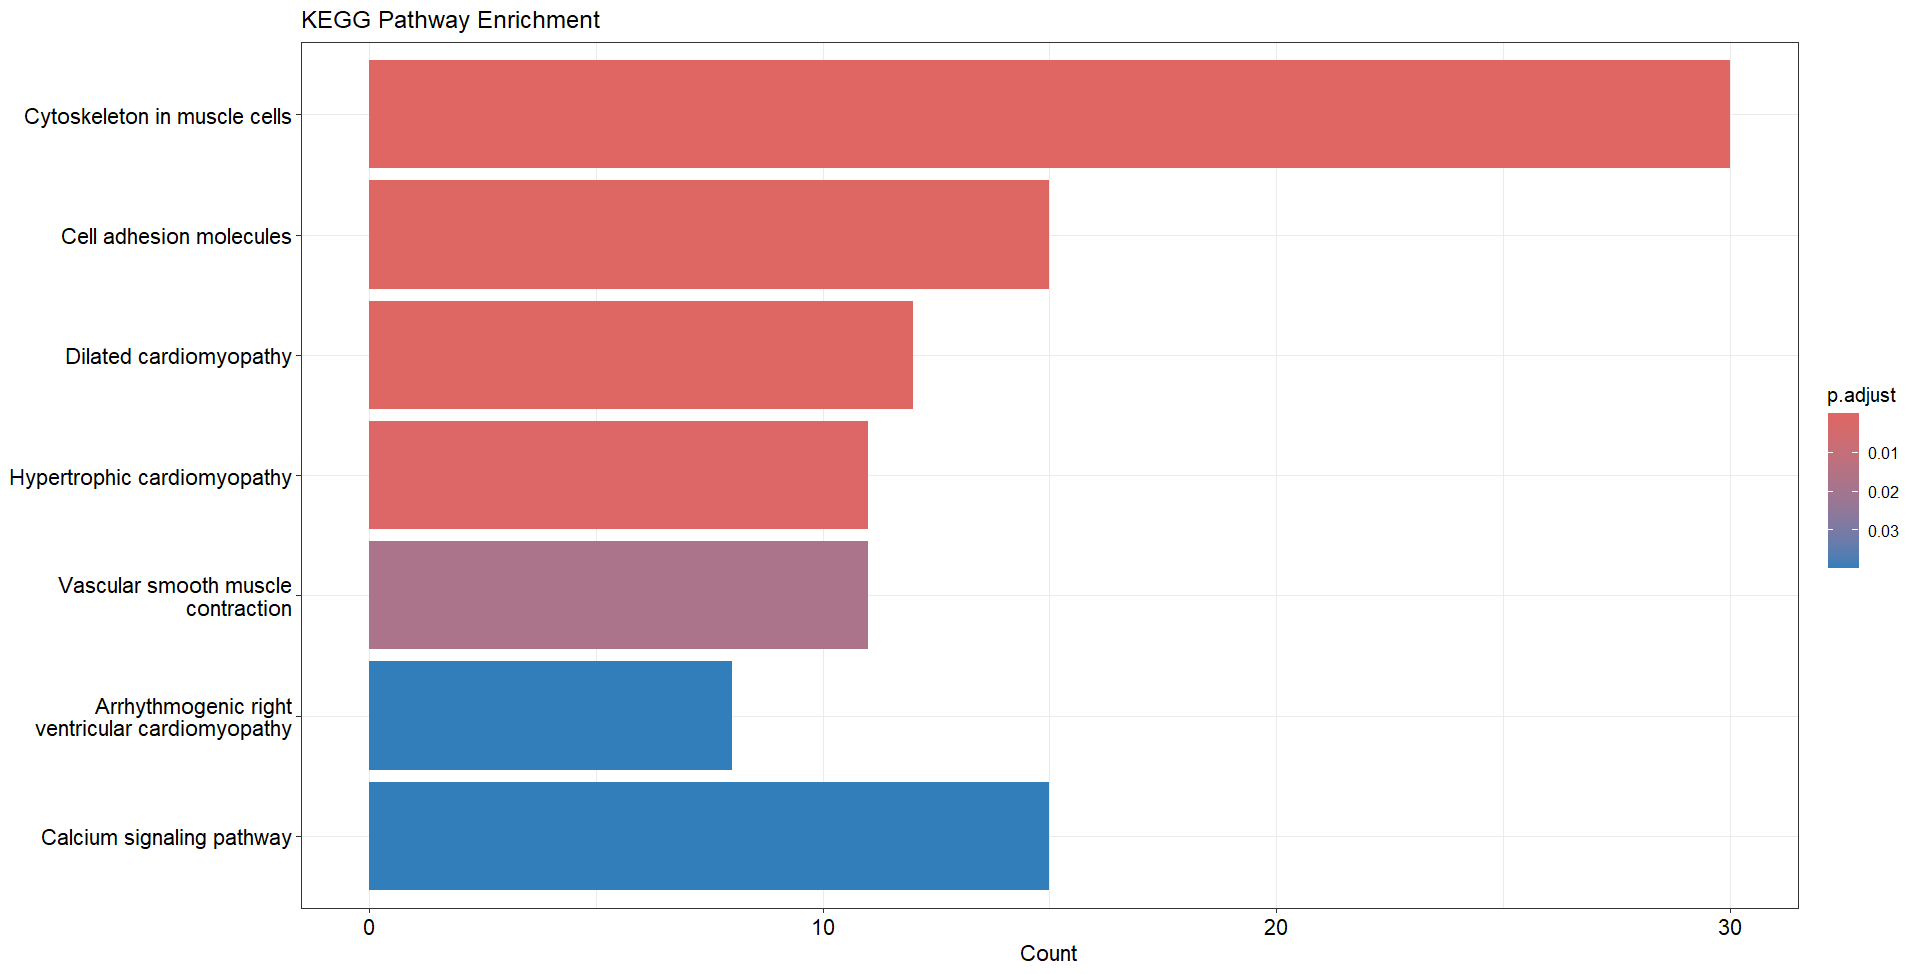 KEGG Pathway Enrichment
Cytoskeleton in muscle cells
Cell adhesion molecules
Dilated cardiomyopathy
Hypertrophic cardiomyopathy
Vascular smooth muscle
contraction
Arrhythmogenic right
ventricular cardiomyopathy
Calcium signaling pathway
0 10 20 30
Count
p.adjust
0.01
0.02
0.03